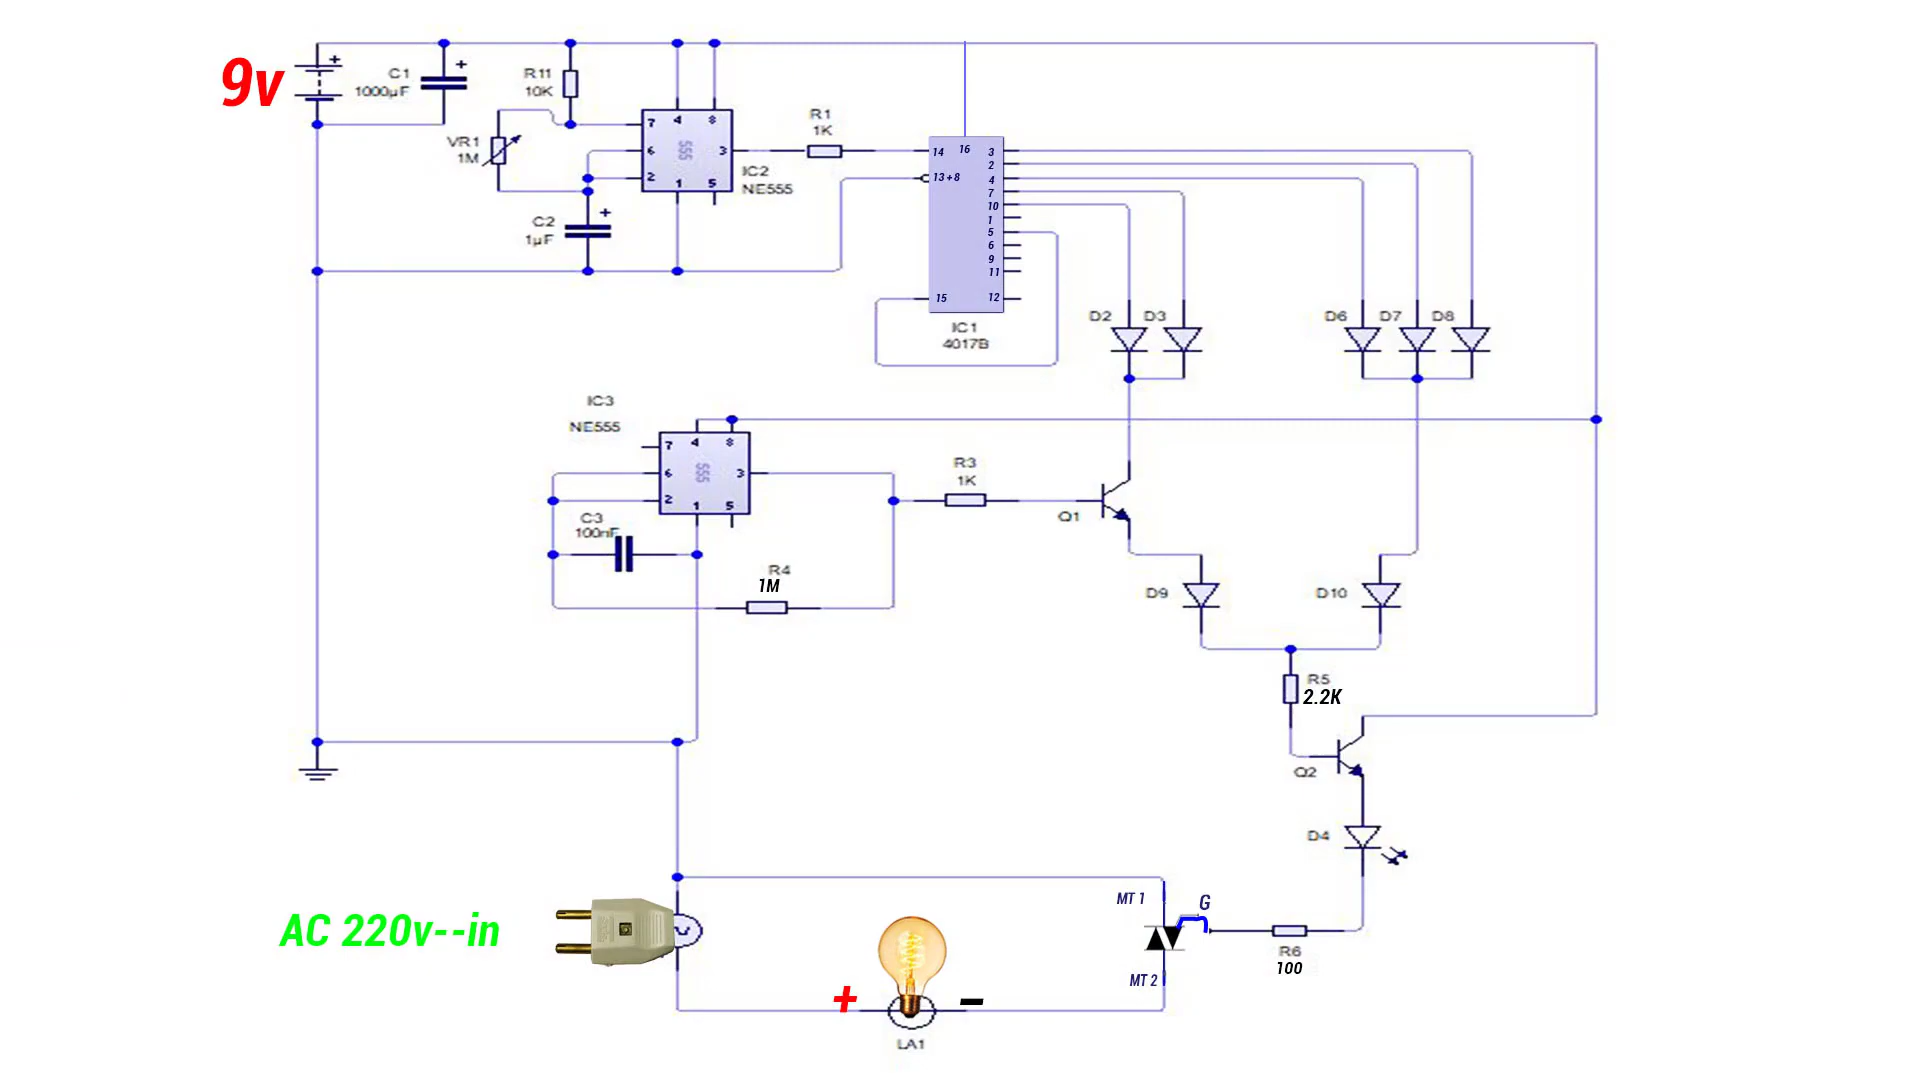 9v
+
C1
1000µF
+
R11
10K
VR1
1M
7
4
8
6
555
3
2
1
5
IC2
NE555
C2
1µF
+
R1
1K
14
16
3
13+8
2
4
7
10
1
5
6
9
11
15
12
IC1
4017B
D2
D3
D6
D7
D8
IC3
NE555
7
4
8
6
555
3
2
1
5
C3
100nF
R4
1M
R3
1K
Q1
D9
D10
R5
2.2K
Q2
D4
AC 220v--in
MT 1
G
MT 2
R6
100
+
−
LA1